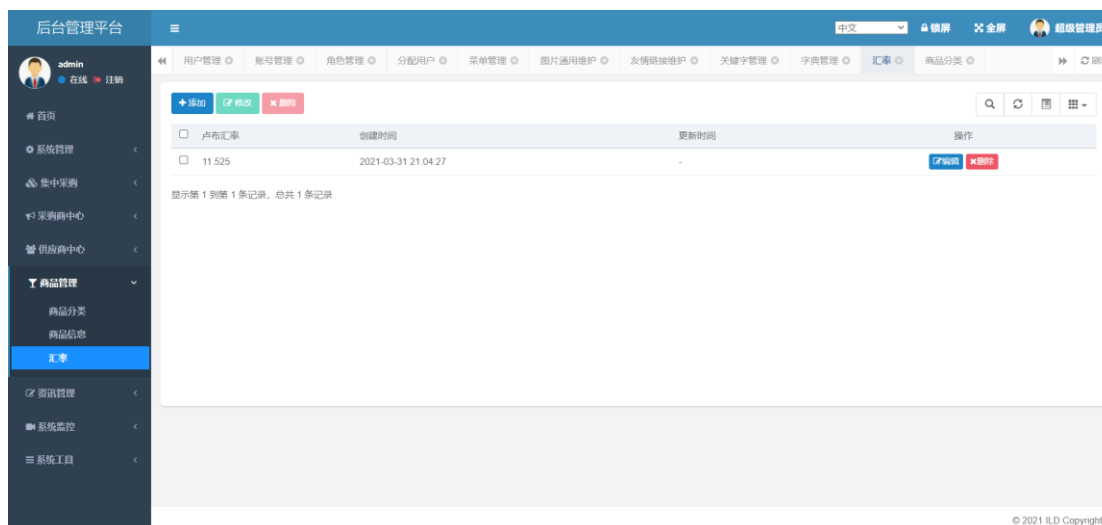 后台管理平台 中文 锁屏 全屏 超级管理员
admin
在线 注销
用户管理 账号管理 角色管理 分配用户 菜单管理 图片通用维护 友情链接维护 关键字管理 字典管理 汇率 商品分类 刷
首页
系统管理
集中采购
采购商中心
供应商中心
商品管理
商品分类
商品信息
汇率
资讯管理
系统监控
系统工具
添加 修改 删除
卢布汇率 创建时间 更新时间 操作
11.525 2021-03-31 21:04:27 - 编辑 删除
显示第 1 到第 1 条记录，总共 1 条记录
© 2021 ILD Copyright